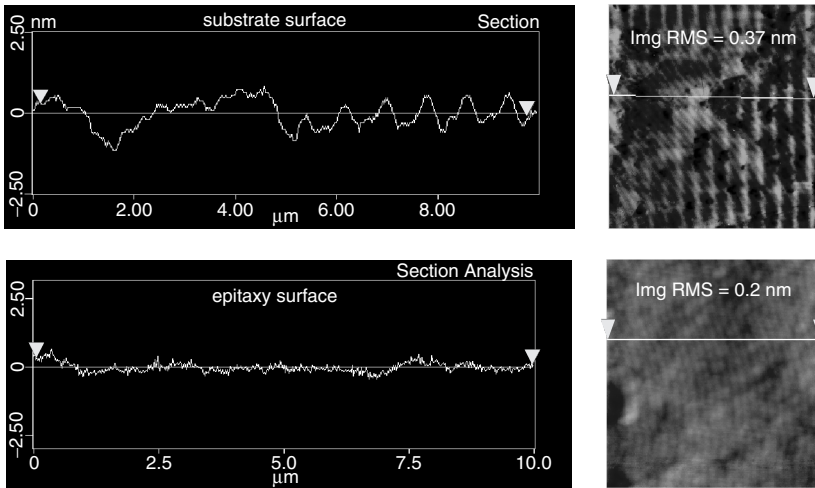 2.50
nm
substrate surface
Section
Img RMS = 0.37 nm
0
−2.50
0
2.00
4.00
6.00
8.00
μm
Section Analysis
2.50
epitaxy surface
Img RMS = 0.2 nm
0
−2.50
0
2.5
5.0
7.5
10.0
μm